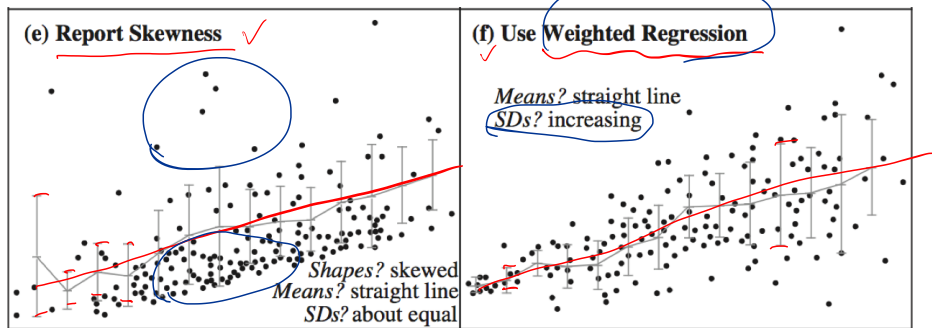 (e) Report Skewness
Shapes? skewed
Means? straight line
SDs? about equal
(f) Use Weighted Regression
Means? straight line
SDs? increasing